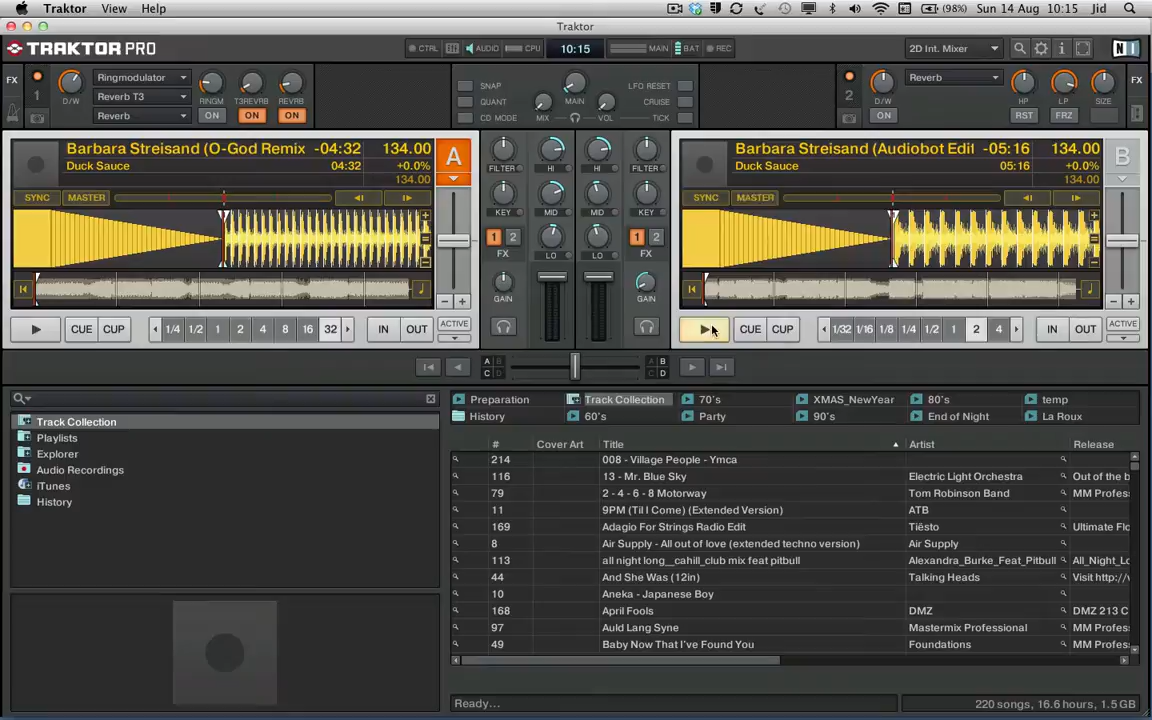 Traktor View Help (98%) Sun 14 Aug 10:15 Jid
Traktor
TRAKTOR PRO CTRL AUDIO CPU 10:15 MAIN BAT REC 2D Int. Mixer
FX 1 D/W Ringmodulator Reverb T3 Reverb RINGM T3REVRB REVRB ON ON ON
SNAP QUANT CD MODE MIX MAIN VOL LFO RESET CRUISE TICK
2 D/W ON Reverb HP LP SIZE RST FRZ FX
Barbara Streisand (O-God Remix -04:32 134.00
Duck Sauce 04:32 +0.0%
134.00
A
SYNC MASTER
FILTER HI HI FILTER
KEY MID MID KEY
1 2 LO LO 1 2
FX FX
GAIN GAIN
Barbara Streisand (Audiobot Edit -05:16 134.00
Duck Sauce 05:16 +0.0%
134.00
B
SYNC MASTER
CUE CUP 1/4 1/2 1 2 4 8 16 32 IN OUT ACTIVE
CUE CUP 1/32 1/16 1/8 1/4 1/2 1 2 4 IN OUT ACTIVE
A B C D A B C D
Track Collection
Playlists
Explorer
Audio Recordings
iTunes
History
Preparation Track Collection 70's XMAS_NewYear 80's temp
History 60's Party 90's End of Night La Roux
# Cover Art Title Artist Release
214 008 - Village People - Ymca
116 13 - Mr. Blue Sky Electric Light Orchestra Out of the b
79 2 - 4 - 6 - 8 Motorway Tom Robinson Band MM Profes
11 9PM (Til I Come) (Extended Version) ATB
169 Adagio For Strings Radio Edit Tiësto Ultimate Flo
8 Air Supply - All out of love (extended techno version) Air Supply
113 all night long__cahill_club mix feat pitbull Alexandra_Burke_Feat_Pitbull All_Night_Lo
44 And She Was (12in) Talking Heads Visit http://
10 Aneka - Japanese Boy
168 April Fools DMZ DMZ 213 C
97 Auld Lang Syne Mastermix Professional MM Profes
49 Baby Now That I've Found You Foundations MM Profes
Ready... 220 songs, 16.6 hours, 1.5 GB